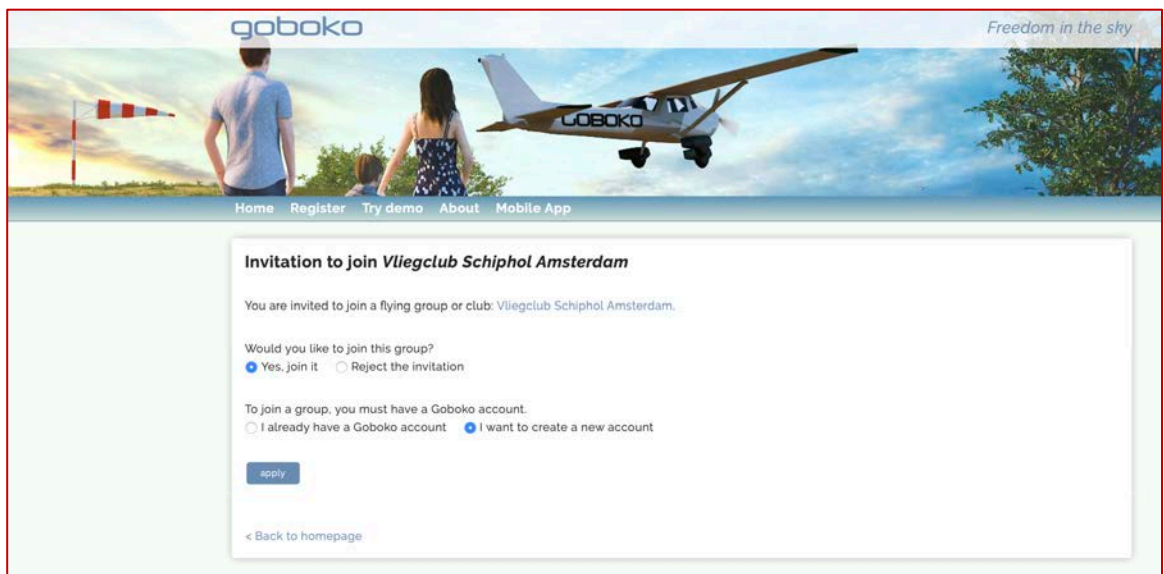 goboko
Freedom in the sky
GOBOKO
Home Register Try demo About Mobile App
Invitation to join Vliegclub Schiphol Amsterdam
You are invited to join a flying group or club: Vliegclub Schiphol Amsterdam.
Would you like to join this group?
Yes, join it Reject the invitation
To join a group, you must have a Goboko account.
I already have a Goboko account I want to create a new account
apply
< Back to homepage